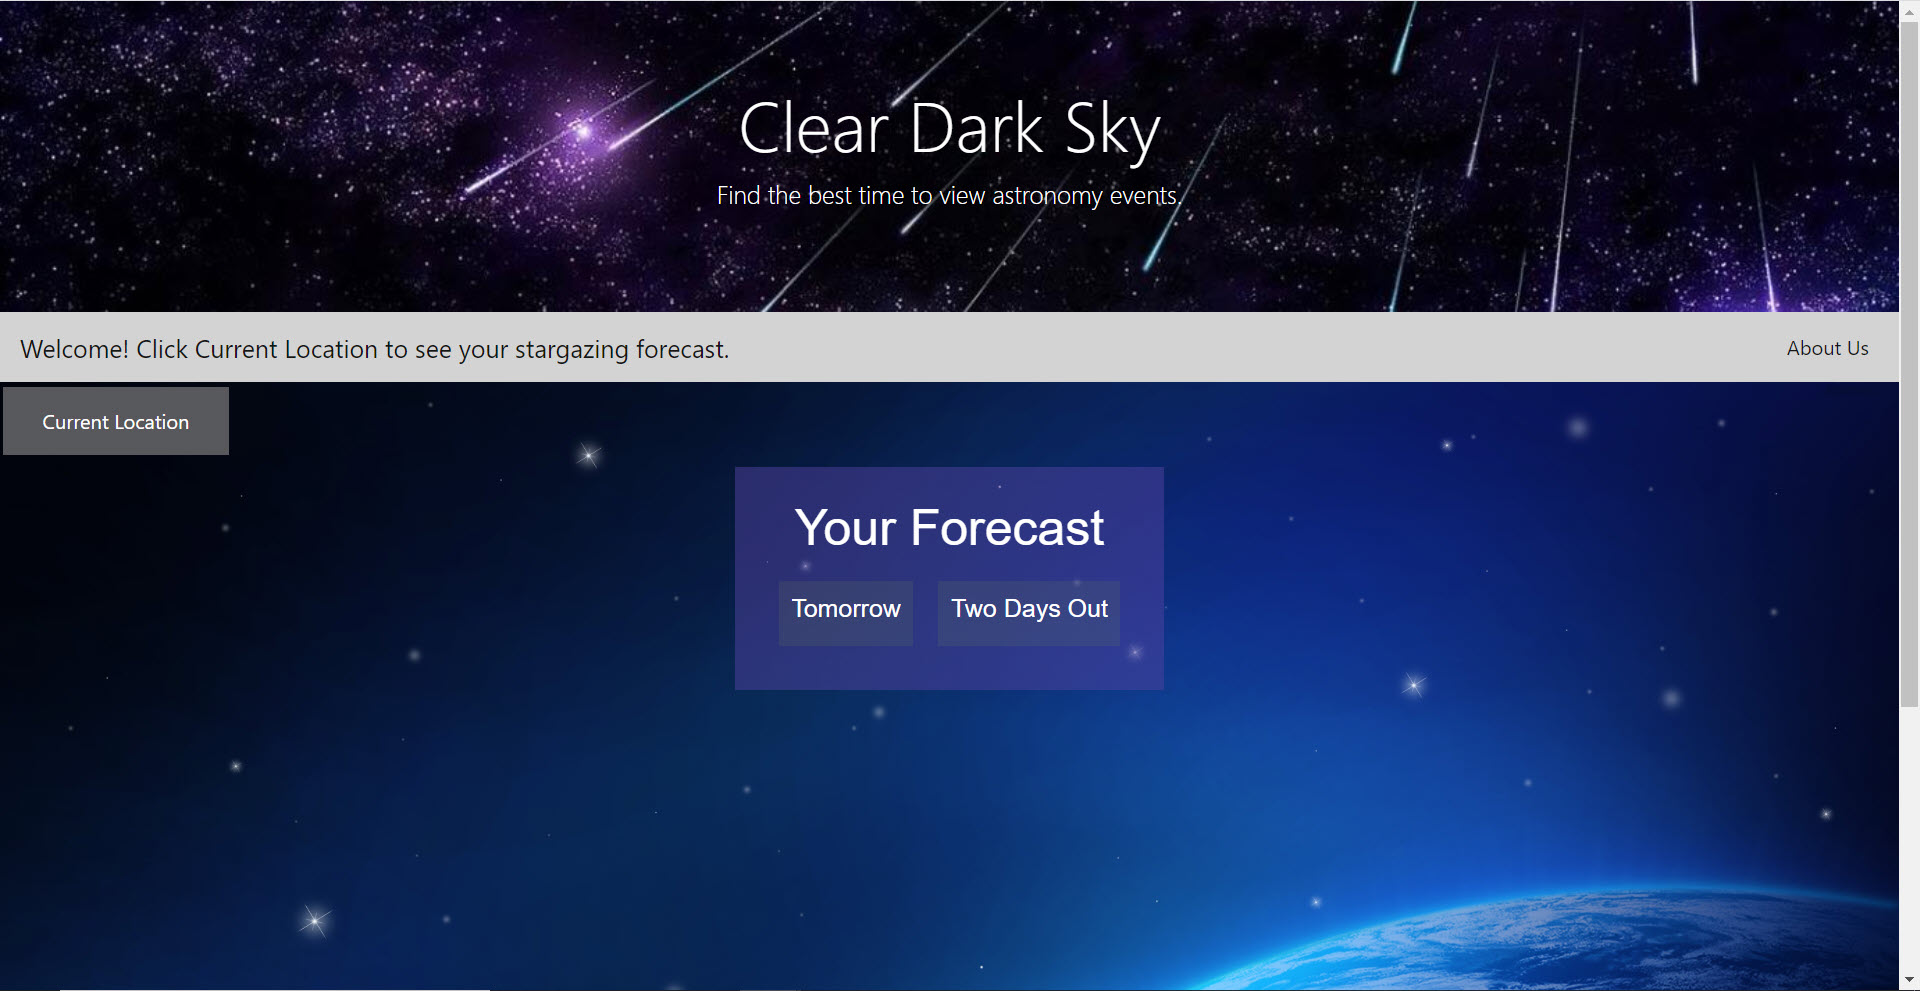 Clear Dark Sky
Find the best time to view astronomy events.
Welcome! Click Current Location to see your stargazing forecast.
About Us
Current Location
Your Forecast
Tomorrow
Two Days Out